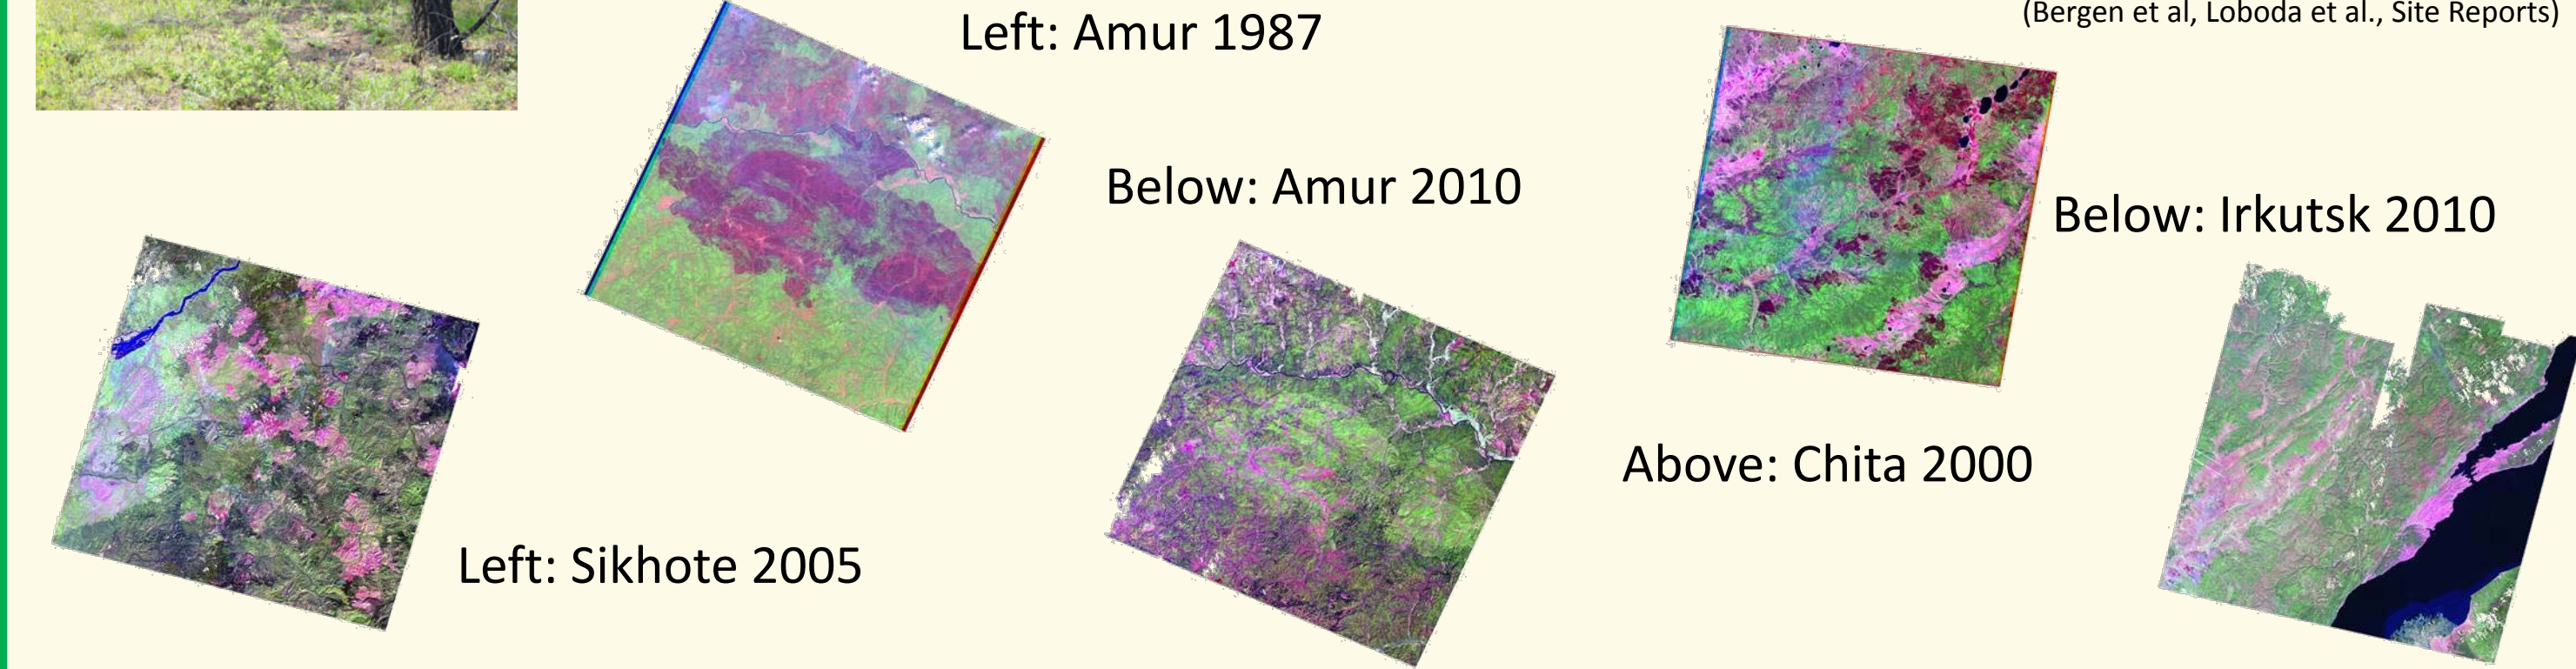 (Bergen et al, Loboda et al., Site Reports)
Left: Amur 1987
Below: Amur 2010
Below: Irkutsk 2010
Above: Chita 2000
Left: Sikhote 2005